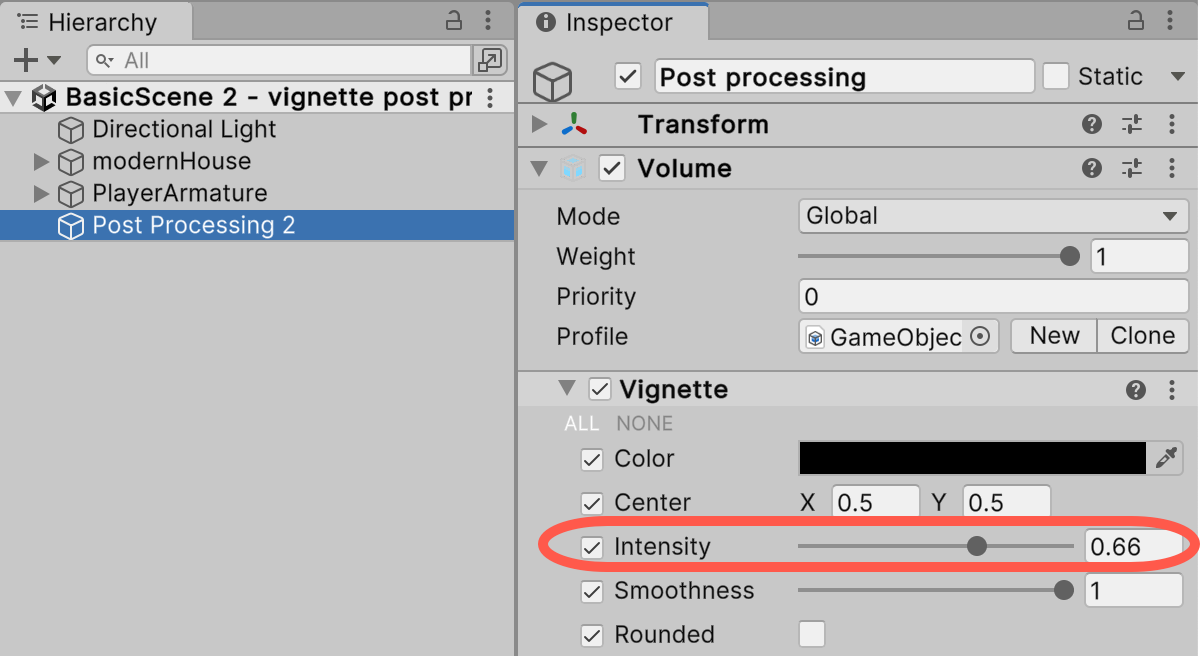 Hierarchy
All
BasicScene 2 - vignette post pr
Directional Light
modernHouse
PlayerArmature
Post Processing 2
Inspector
Post processing
Static
Transform
Volume
Mode Global
Weight 1
Priority 0
Profile GameObjec New Clone
Vignette
ALL NONE
Color
Center X 0.5 Y 0.5
Intensity 0.66
Smoothness 1
Rounded